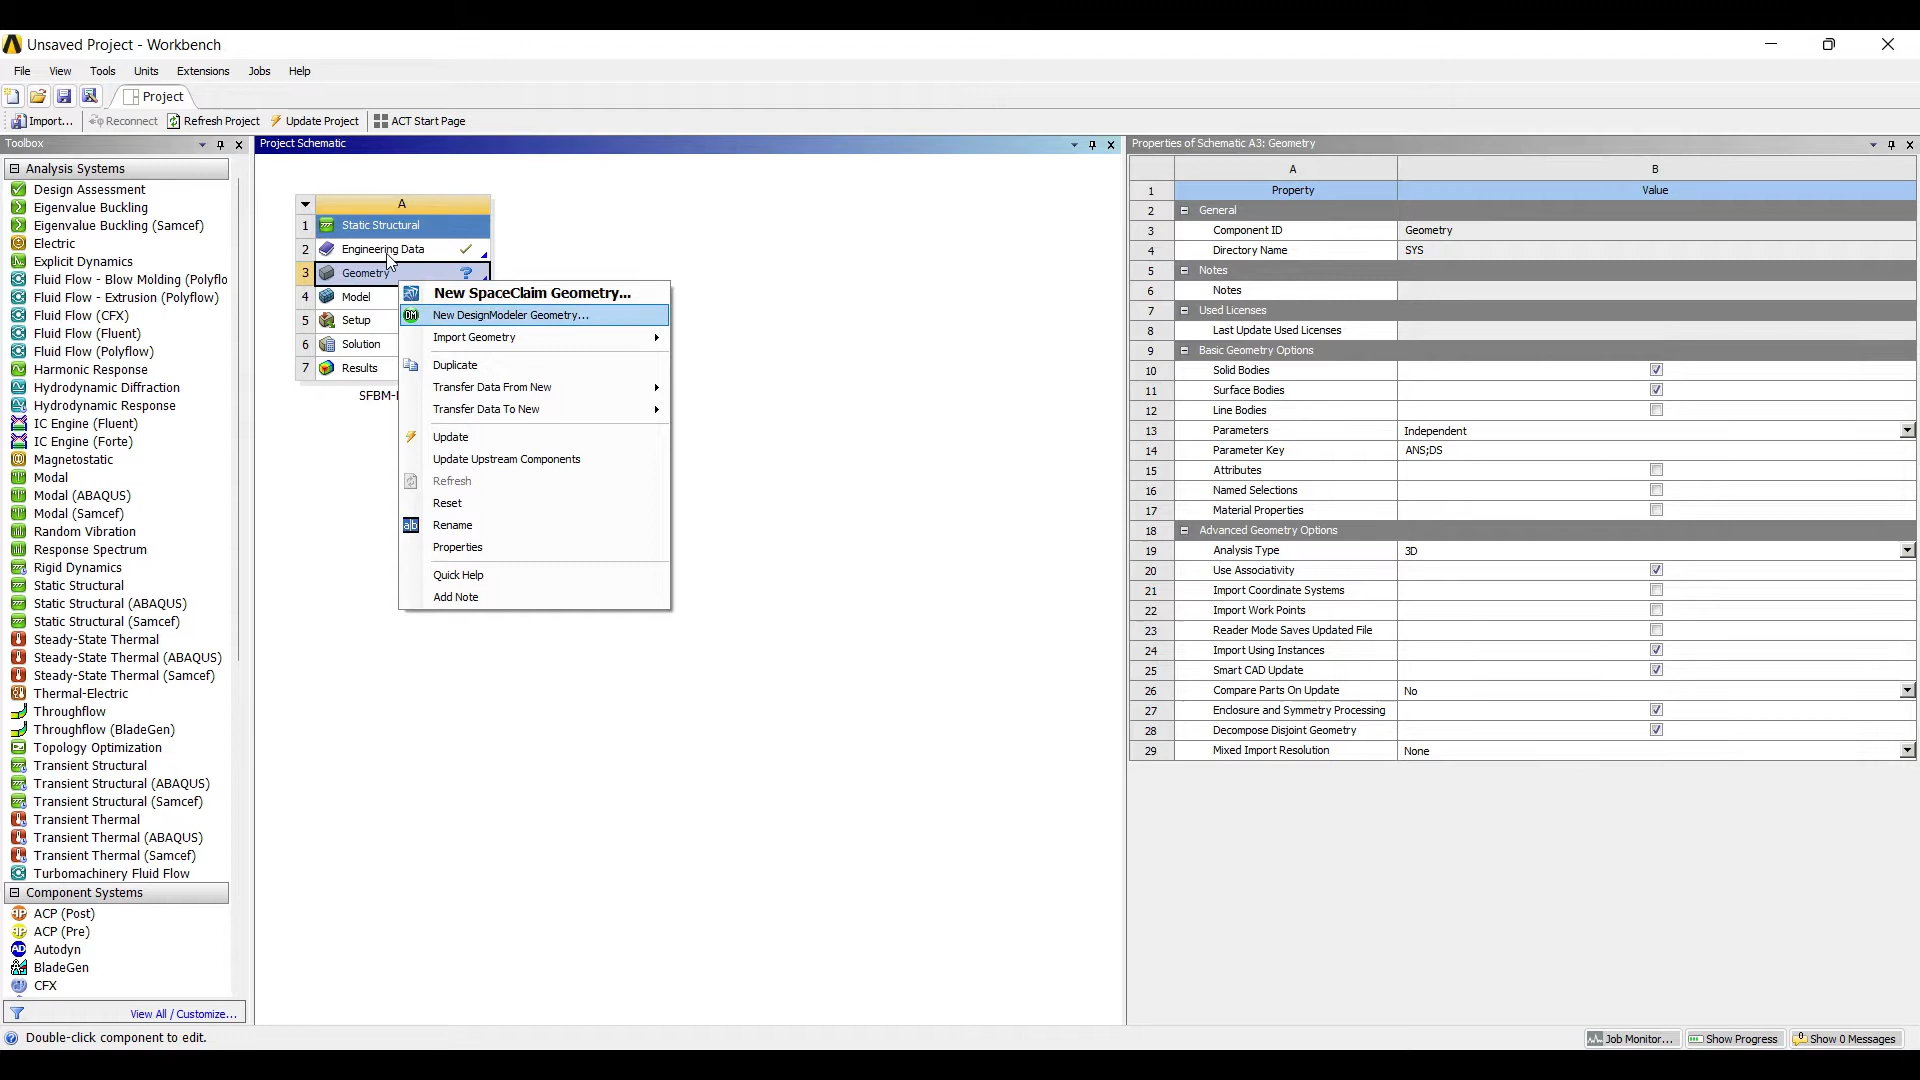 Unsaved Project - Workbench
File View Tools Units Extensions Jobs Help
Project
Import... Reconnect Refresh Project Update Project ACT Start Page
Toolbox
Analysis Systems
Design Assessment
Eigenvalue Buckling
Eigenvalue Buckling (Samcef)
Electric
Explicit Dynamics
Fluid Flow - Blow Molding (Polyflo
Fluid Flow - Extrusion (Polyflow)
Fluid Flow (CFX)
Fluid Flow (Fluent)
Fluid Flow (Polyflow)
Harmonic Response
Hydrodynamic Diffraction
Hydrodynamic Response
IC Engine (Fluent)
IC Engine (Forte)
Magnetostatic
Modal
Modal (ABAQUS)
Modal (Samcef)
Random Vibration
Response Spectrum
Rigid Dynamics
Static Structural
Static Structural (ABAQUS)
Static Structural (Samcef)
Steady-State Thermal
Steady-State Thermal (ABAQUS)
Steady-State Thermal (Samcef)
Thermal-Electric
Throughflow
Throughflow (BladeGen)
Topology Optimization
Transient Structural
Transient Structural (ABAQUS)
Transient Structural (Samcef)
Transient Thermal
Transient Thermal (ABAQUS)
Transient Thermal (Samcef)
Turbomachinery Fluid Flow
Component Systems
ACP (Post)
ACP (Pre)
Autodyn
BladeGen
CFX
View All / Customize...
Project Schematic
A
1 Static Structural
2 Engineering Data
3 Geometry ?
4 Model
5 Setup
6 Solution
7 Results
New SpaceClaim Geometry...
DM New DesignModeler Geometry...
Import Geometry
Duplicate
Transfer Data From New
Transfer Data To New
Update
Update Upstream Components
Refresh
Reset
a|b Rename
Properties
Quick Help
Add Note
Properties of Schematic A3: Geometry
A B
1 Property Value
2 General
3 Component ID Geometry
4 Directory Name SYS
5 Notes
6 Notes
7 Used Licenses
8 Last Update Used Licenses
9 Basic Geometry Options
10 Solid Bodies
11 Surface Bodies
12 Line Bodies
13 Parameters Independent
14 Parameter Key ANS;DS
15 Attributes
16 Named Selections
17 Material Properties
18 Advanced Geometry Options
19 Analysis Type 3D
20 Use Associativity
21 Import Coordinate Systems
22 Import Work Points
23 Reader Mode Saves Updated File
24 Import Using Instances
25 Smart CAD Update
26 Compare Parts On Update No
27 Enclosure and Symmetry Processing
28 Decompose Disjoint Geometry
29 Mixed Import Resolution None
Double-click component to edit.
Job Monitor... Show Progress Show 0 Messages